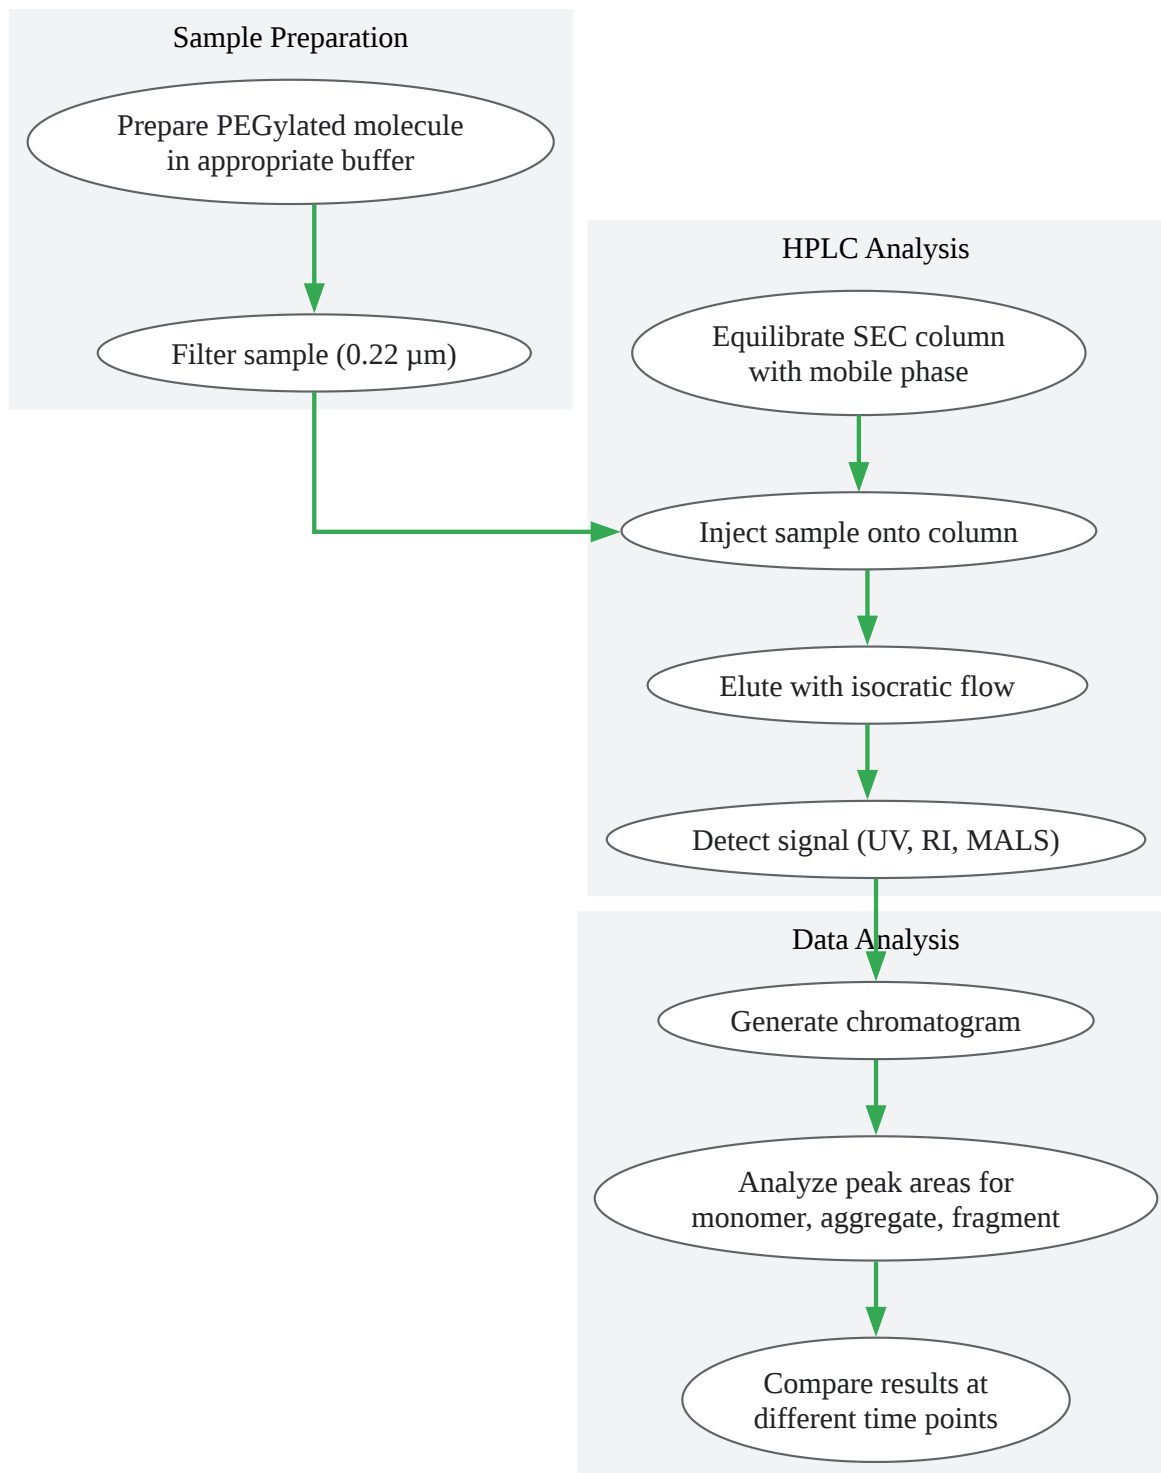 Sample Preparation
Prepare PEGylated molecule
in appropriate buffer
Filter sample (0.22 µm)
HPLC Analysis
Equilibrate SEC column
with mobile phase
Inject sample onto column
Elute with isocratic flow
Detect signal (UV, RI, MALS)
Data Analysis
Generate chromatogram
Analyze peak areas for
monomer, aggregate, fragment
Compare results at
different time points